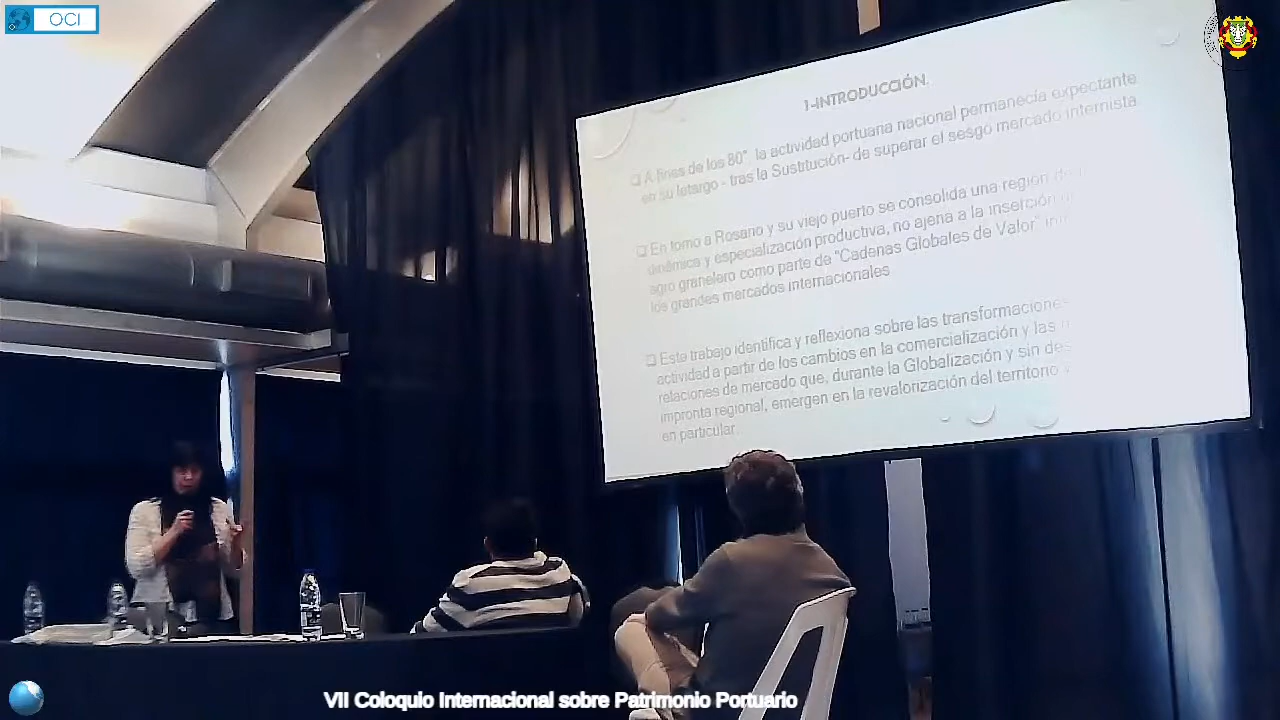 OCI
1-INTRODUCCIÓN.
A fines de los 80", la actividad portuana nacional permanecía expectante
en su letargo - tras la Sustitución- de superar el sesgo mercado internista
En torno a Rosario y su viejo puerto se consolida una región
dinámica y especialización productiva, no ajena a la inserción
agro granelero como parte de "Cadenas Globales de Valor"
los grandes mercados internacionales
Este trabajo identifica y reflexiona sobre las transformaciones
actividad a partir de los cambios en la comercialización y las
relaciones de mercado que, durante la Globalización y sin
impronta regional, emergen en la revalorización del territorio
en particular.
VII Coloquio Internacional sobre Patrimonio Portuario